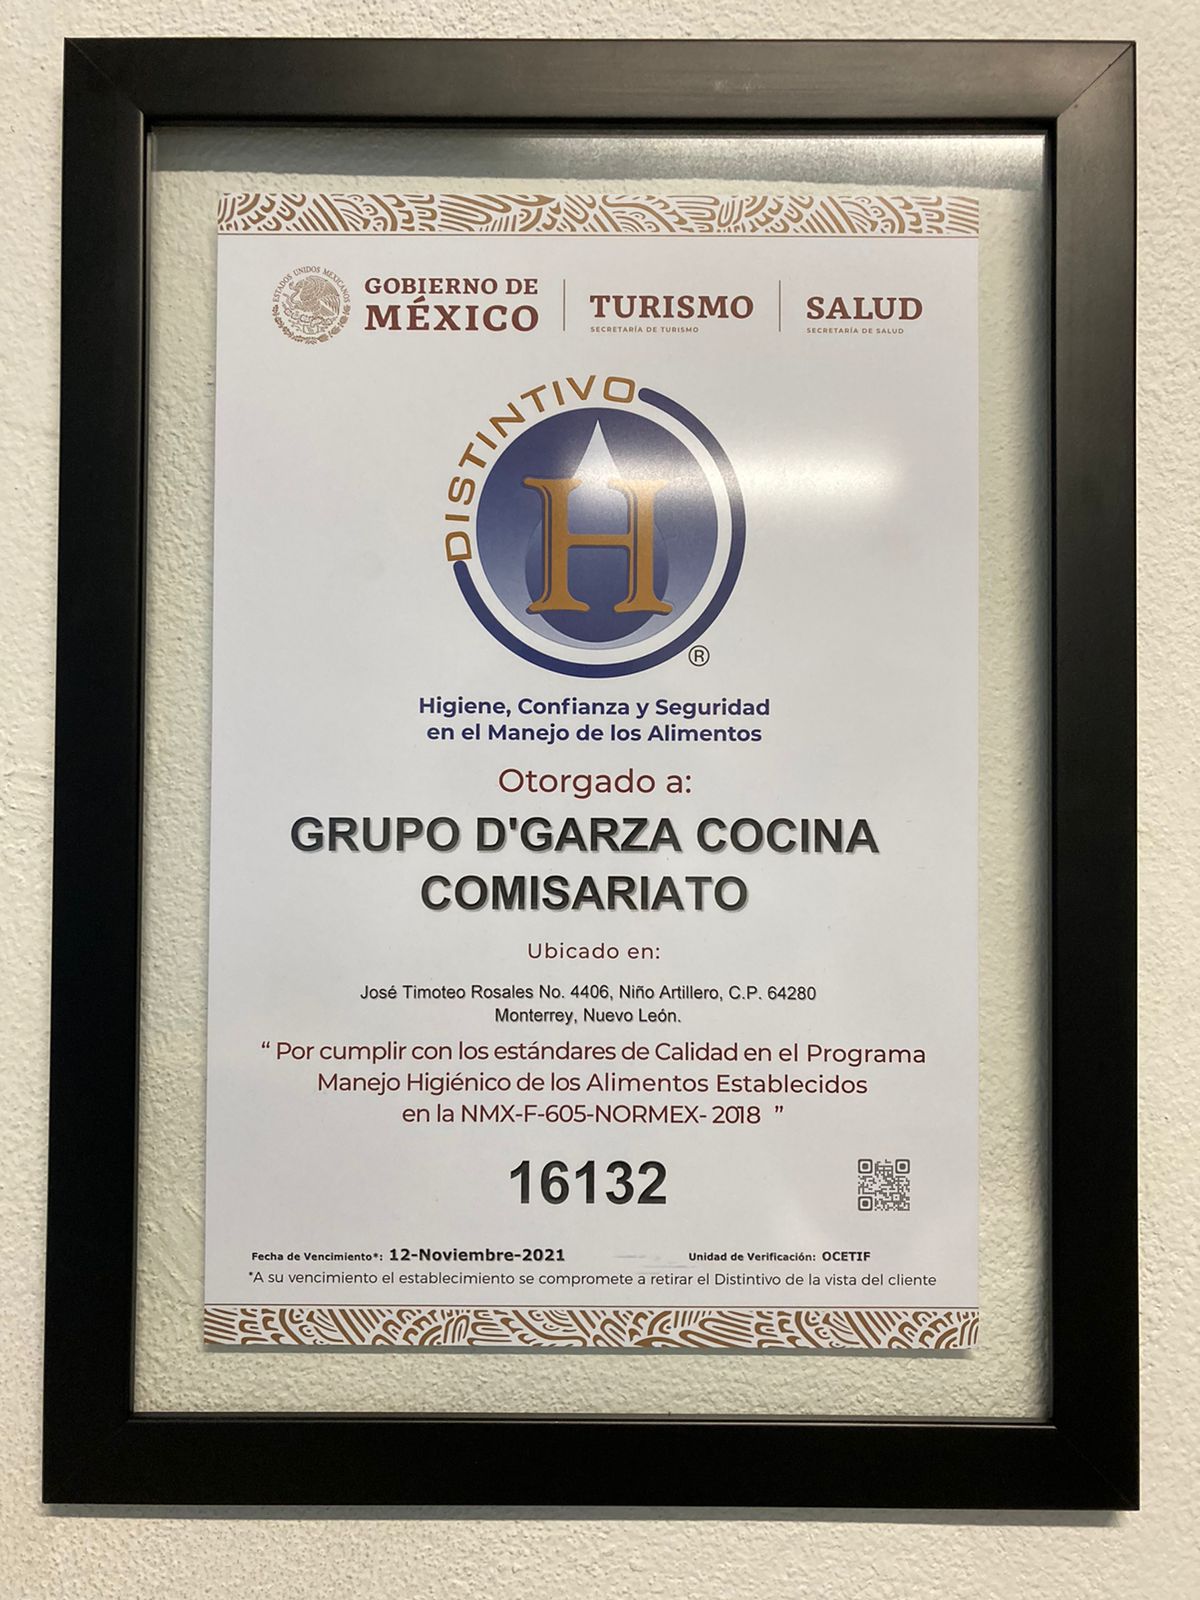 ESTADOS UNIDOS MEXICANOS
GOBIERNO DE
MÉXICO
TURISMO
SECRETARÍA DE TURISMO
SALUD
SECRETARÍA DE SALUD
DISTINTIVO
H
®
Higiene, Confianza y Seguridad
en el Manejo de los Alimentos
Otorgado a:
GRUPO D'GARZA COCINA
COMISARIATO
Ubicado en:
José Timoteo Rosales No. 4406, Niño Artillero, C.P. 64280
Monterrey, Nuevo León.
“ Por cumplir con los estándares de Calidad en el Programa
Manejo Higiénico de los Alimentos Establecidos
en la NMX-F-605-NORMEX- 2018 ”
16132
Fecha de Vencimiento*: 12-Noviembre-2021
Unidad de Verificación: OCETIF
*A su vencimiento el establecimiento se compromete a retirar el Distintivo de la vista del cliente